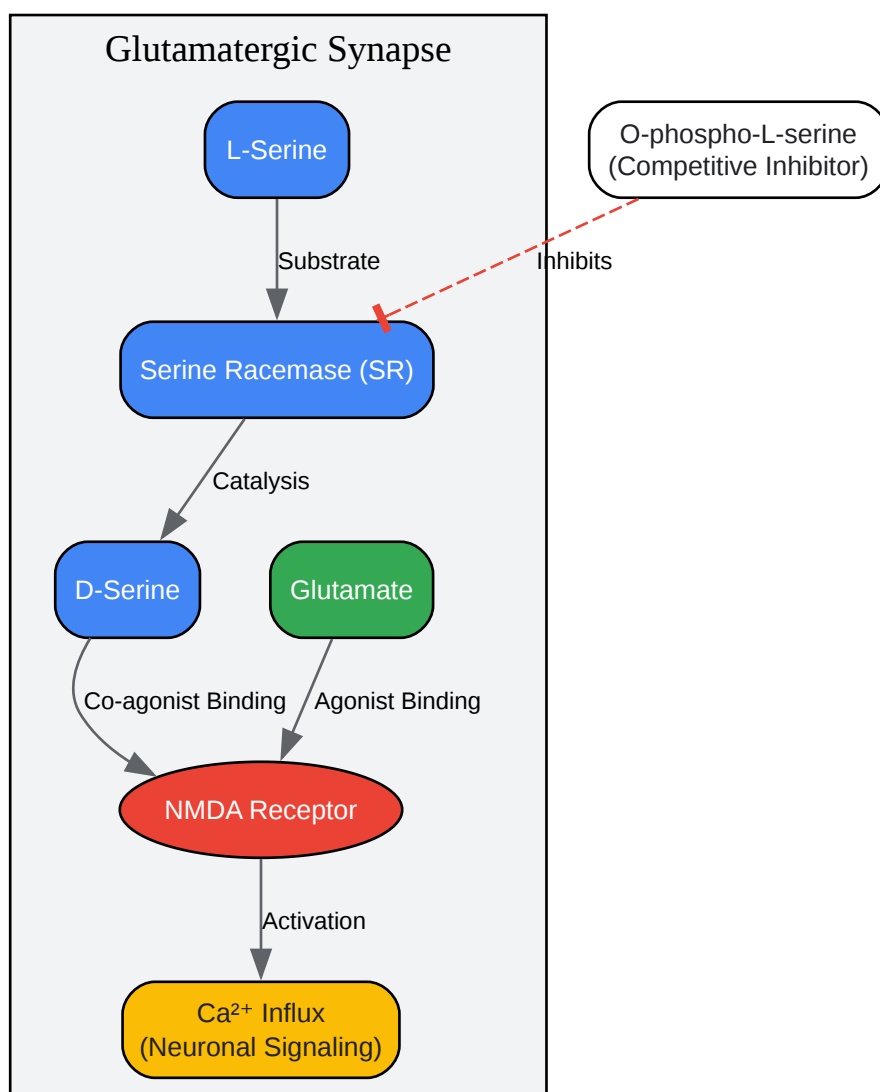 Glutamatergic Synapse
L-Serine
O-phospho-L-serine
(Competitive Inhibitor)
Substrate
Inhibits
Serine Racemase (SR)
Catalysis
D-Serine
Glutamate
Co-agonist Binding
Agonist Binding
NMDA Receptor
Activation
Ca²⁺ Influx
(Neuronal Signaling)